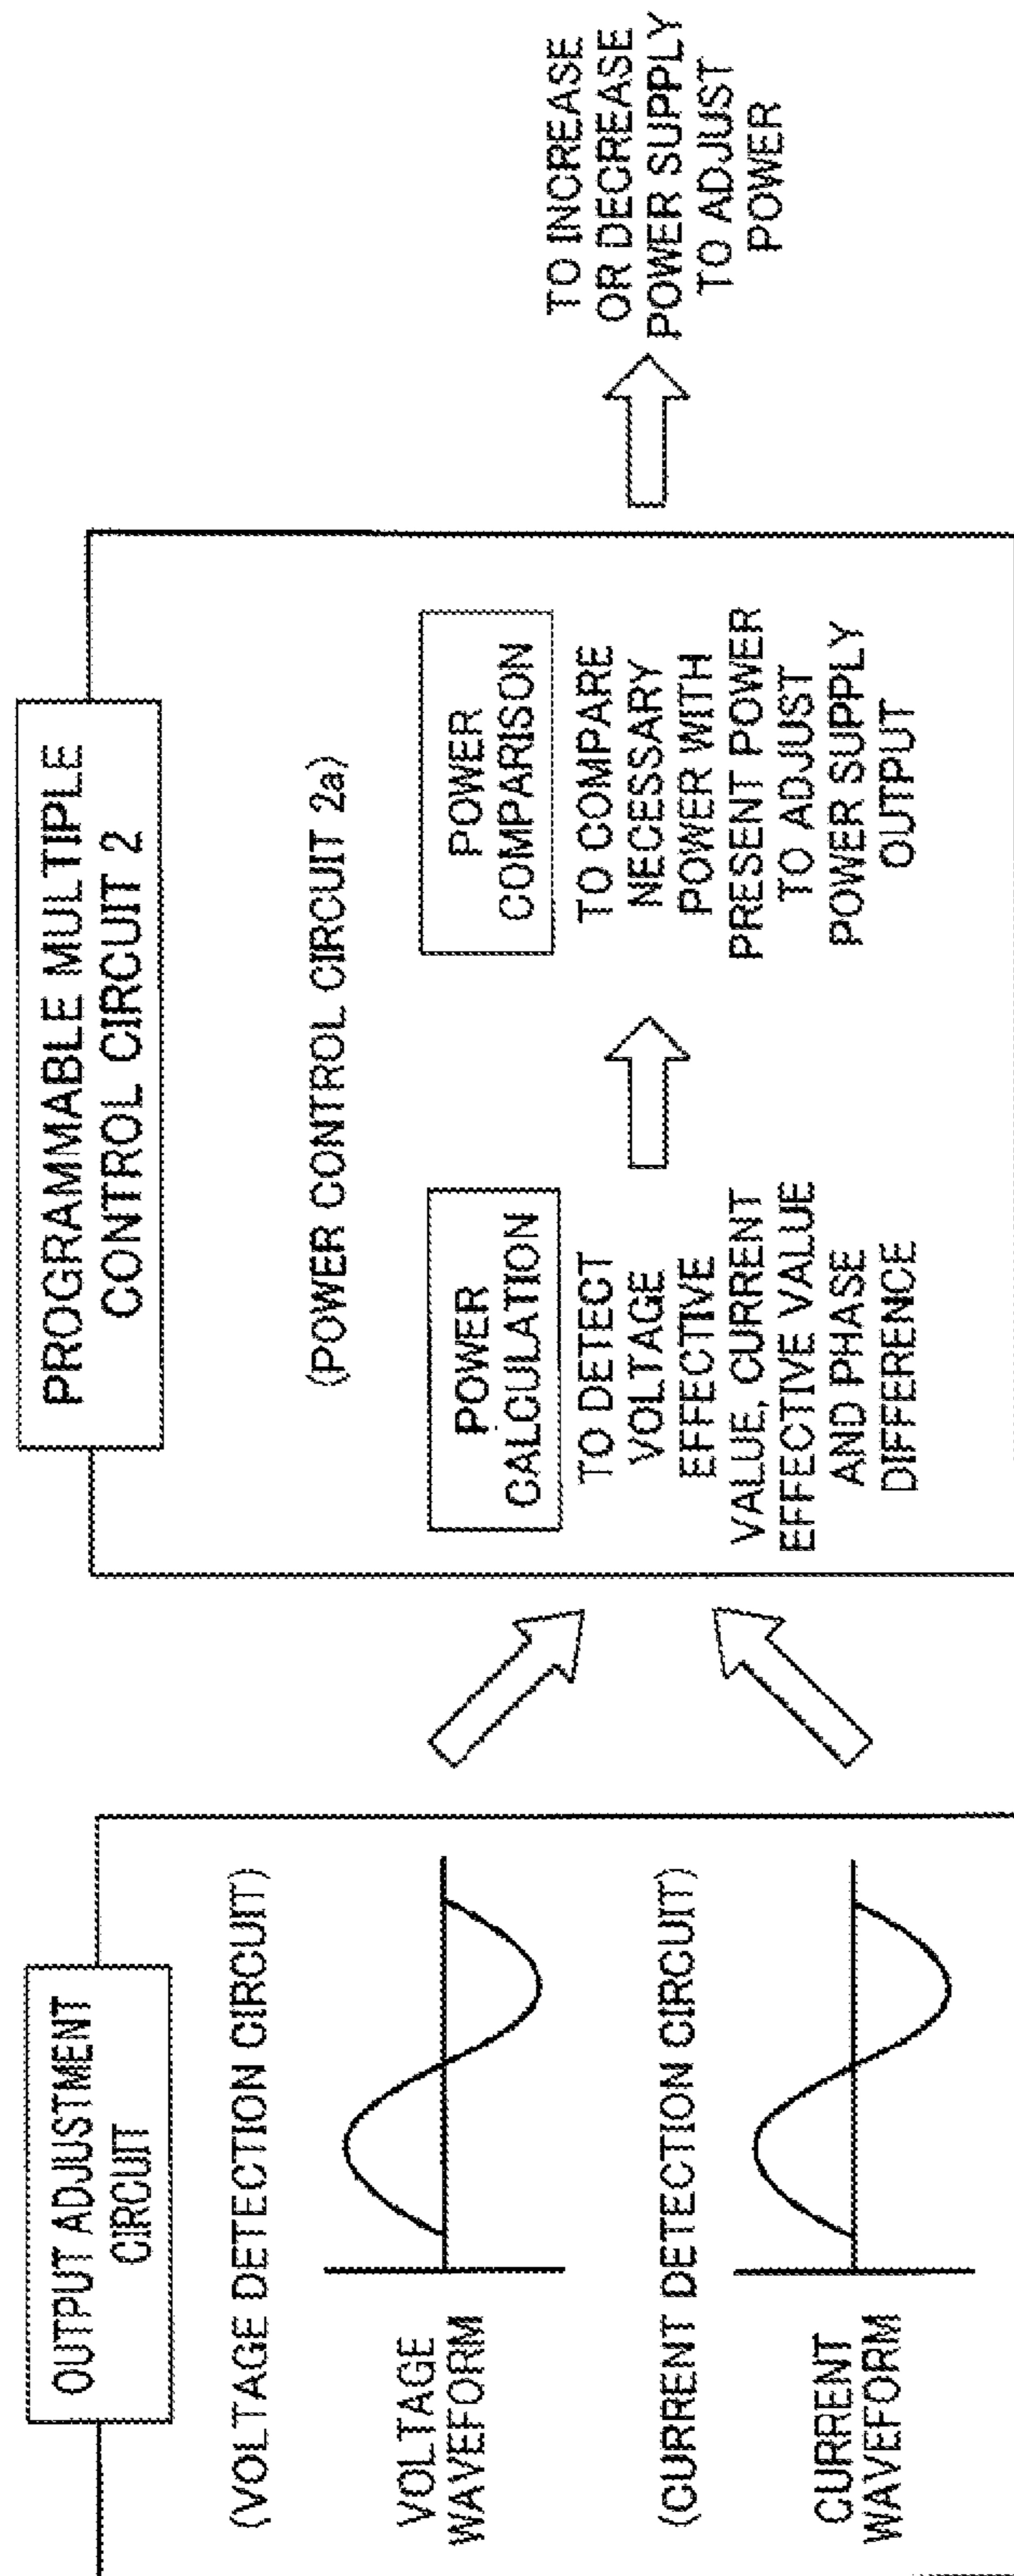 OUTPUT ADJUSTMENT
CIRCUIT
(VOLTAGE DETECTION CIRCUIT)
VOLTAGE
WAVEFORM
(CURRENT DETECTION CIRCUIT)
CURRENT
WAVEFORM
PROGRAMMABLE MULTIPLE
CONTROL CIRCUIT 2
(POWER CONTROL CIRCUIT 2a)
POWER
CALCULATION
TO DETECT
VOLTAGE
EFFECTIVE
VALUE, CURRENT
EFFECTIVE VALUE
AND PHASE
DIFFERENCE
POWER
COMPARISON
TO COMPARE
NECESSARY
POWER WITH
PRESENT POWER
TO ADJUST
POWER SUPPLY
OUTPUT
TO INCREASE
OR DECREASE
POWER SUPPLY
TO ADJUST
POWER